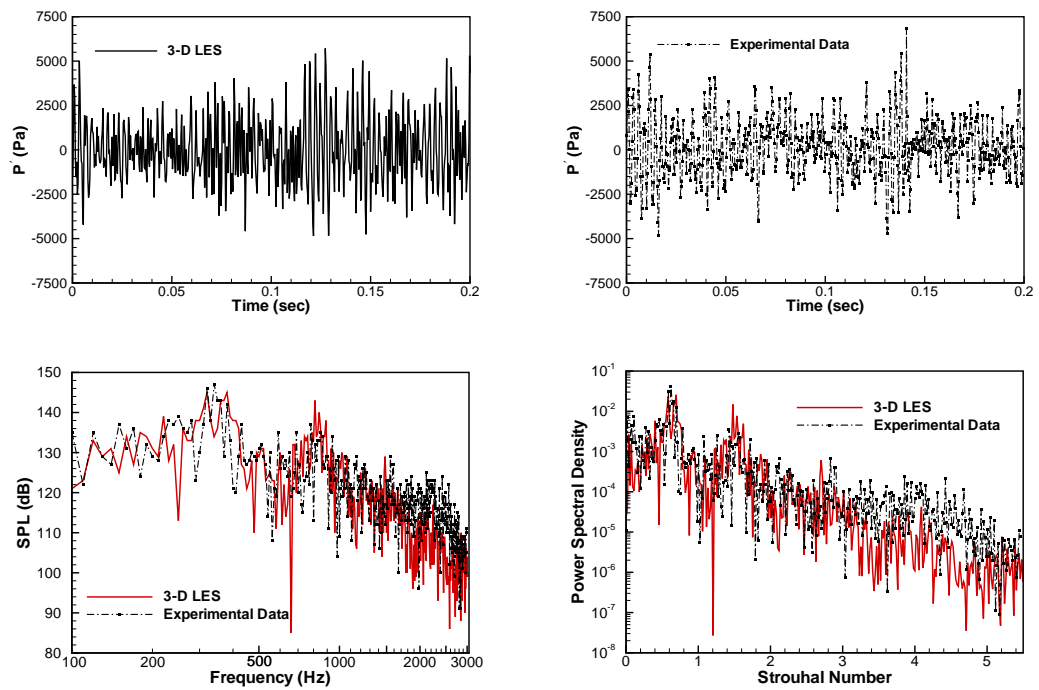 7500
5000
2500
0
-2500
-5000
-7500
P′ (Pa)
3-D LES
0 0.05 0.1 0.15 0.2
Time (sec)
7500
5000
2500
0
-2500
-5000
-7500
P′ (Pa)
Experimental Data
0 0.05 0.1 0.15 0.2
Time (sec)
150
140
130
120
110
100
90
80
SPL (dB)
3-D LES
Experimental Data
100 200 500 1000 2000 3000
Frequency (Hz)
10-1
10-2
10-3
10-4
10-5
10-6
10-7
10-8
Power Spectral Density
3-D LES
Experimental Data
0 1 2 3 4 5
Strouhal Number